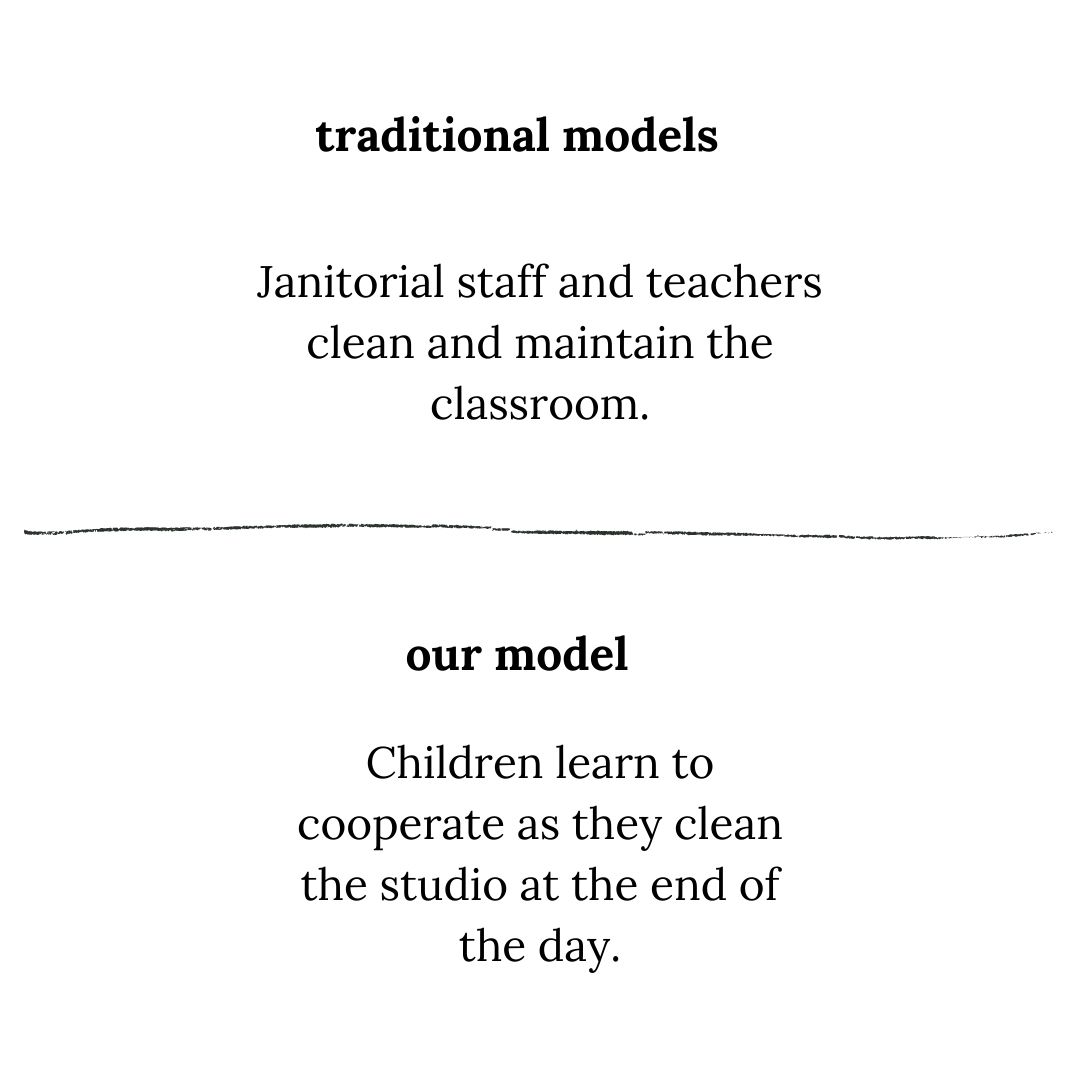 traditional models
Janitorial staff and teachers
clean and maintain the
classroom.
our model
Children learn to
cooperate as they clean
the studio at the end of
the day.